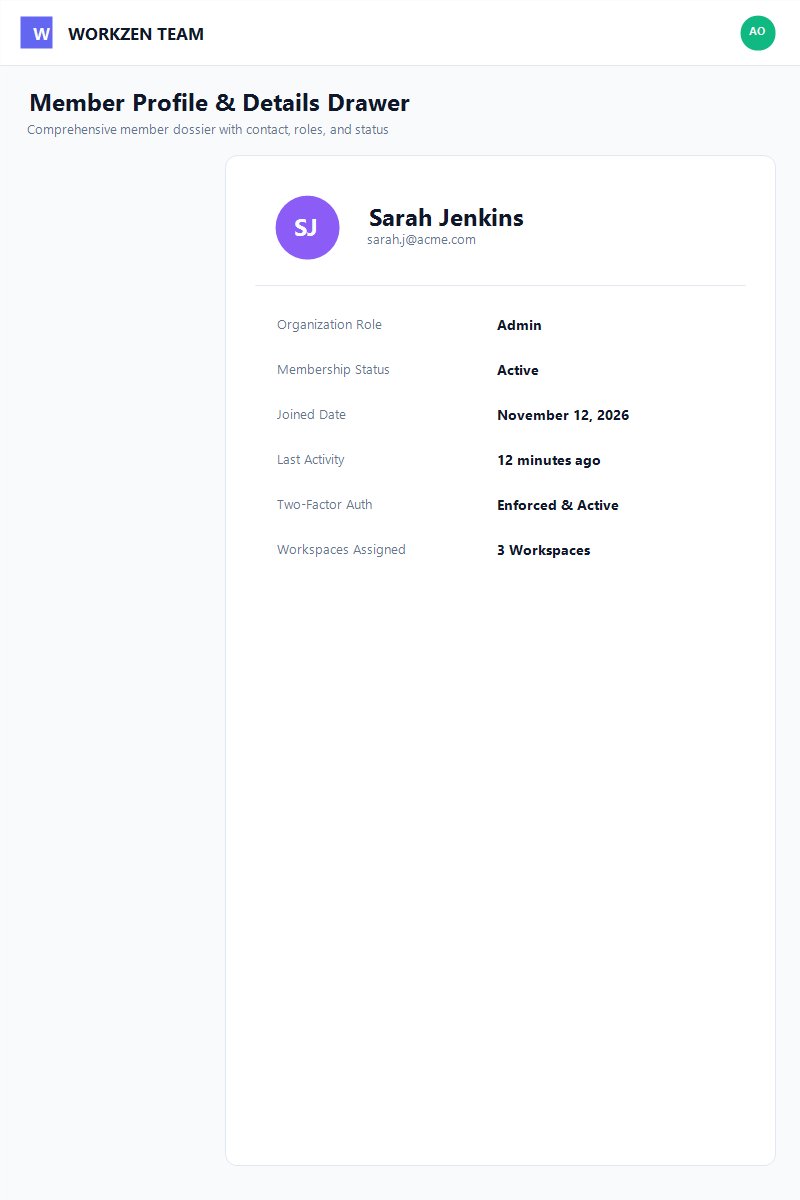 W WORKZEN TEAM AO
Member Profile & Details Drawer
Comprehensive member dossier with contact, roles, and status
SJ Sarah Jenkins
sarah.j@acme.com
Organization Role Admin
Membership Status Active
Joined Date November 12, 2026
Last Activity 12 minutes ago
Two-Factor Auth Enforced & Active
Workspaces Assigned 3 Workspaces